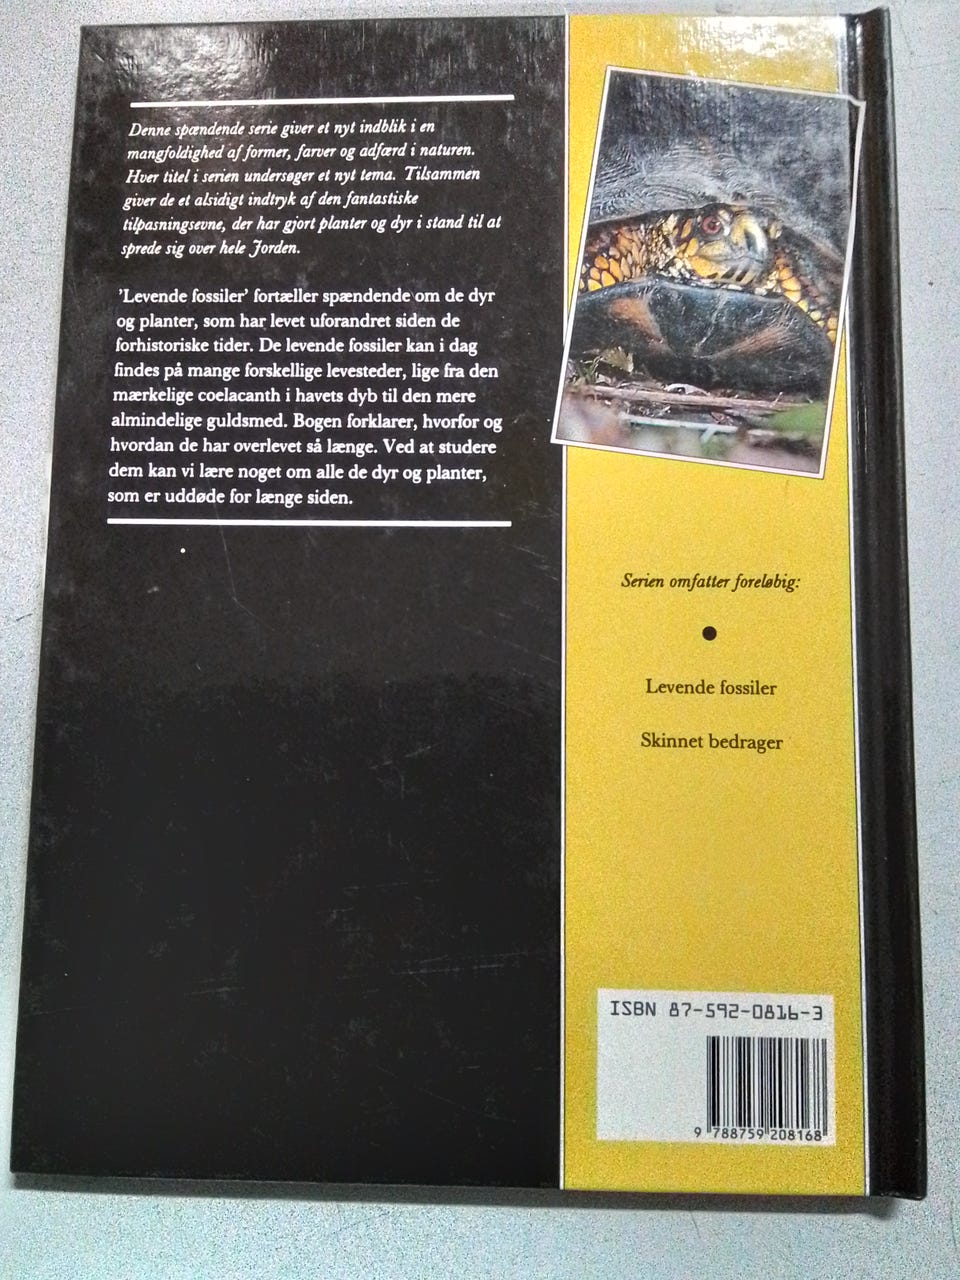 Denne spændende serie giver et nyt indblik i en
mangfoldighed af former, farver og adfærd i naturen.
Hver titel i serien undersøger et nyt tema. Tilsammen
giver de et alsidigt indtryk af den fantastiske
tilpasningsevne, der har gjort planter og dyr i stand til at
sprede sig over hele Jorden.
'Levende fossiler' fortæller spændende om de dyr
og planter, som har levet uforandret siden de
forhistoriske tider. De levende fossiler kan i dag
findes på mange forskellige levesteder, lige fra den
mærkelige coelacanth i havets dyb til den mere
almindelige guldsmed. Bogen forklarer, hvorfor og
hvordan de har overlevet så længe. Ved at studere
dem kan vi lære noget om alle de dyr og planter,
som er uddøde for længe siden.
Serien omfatter foreløbig:
Levende fossiler
Skinnet bedrager
ISBN 87-592-0816-3
9 788759 208168